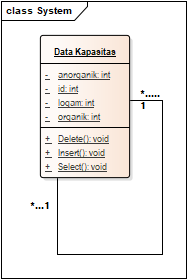 class System
Data Kapasitas
- anorganik: int
- id: int
- logam: int
- organik: int
+ Delete(): void
+ Insert(): void
+ Select(): void
*.....
1
*...1